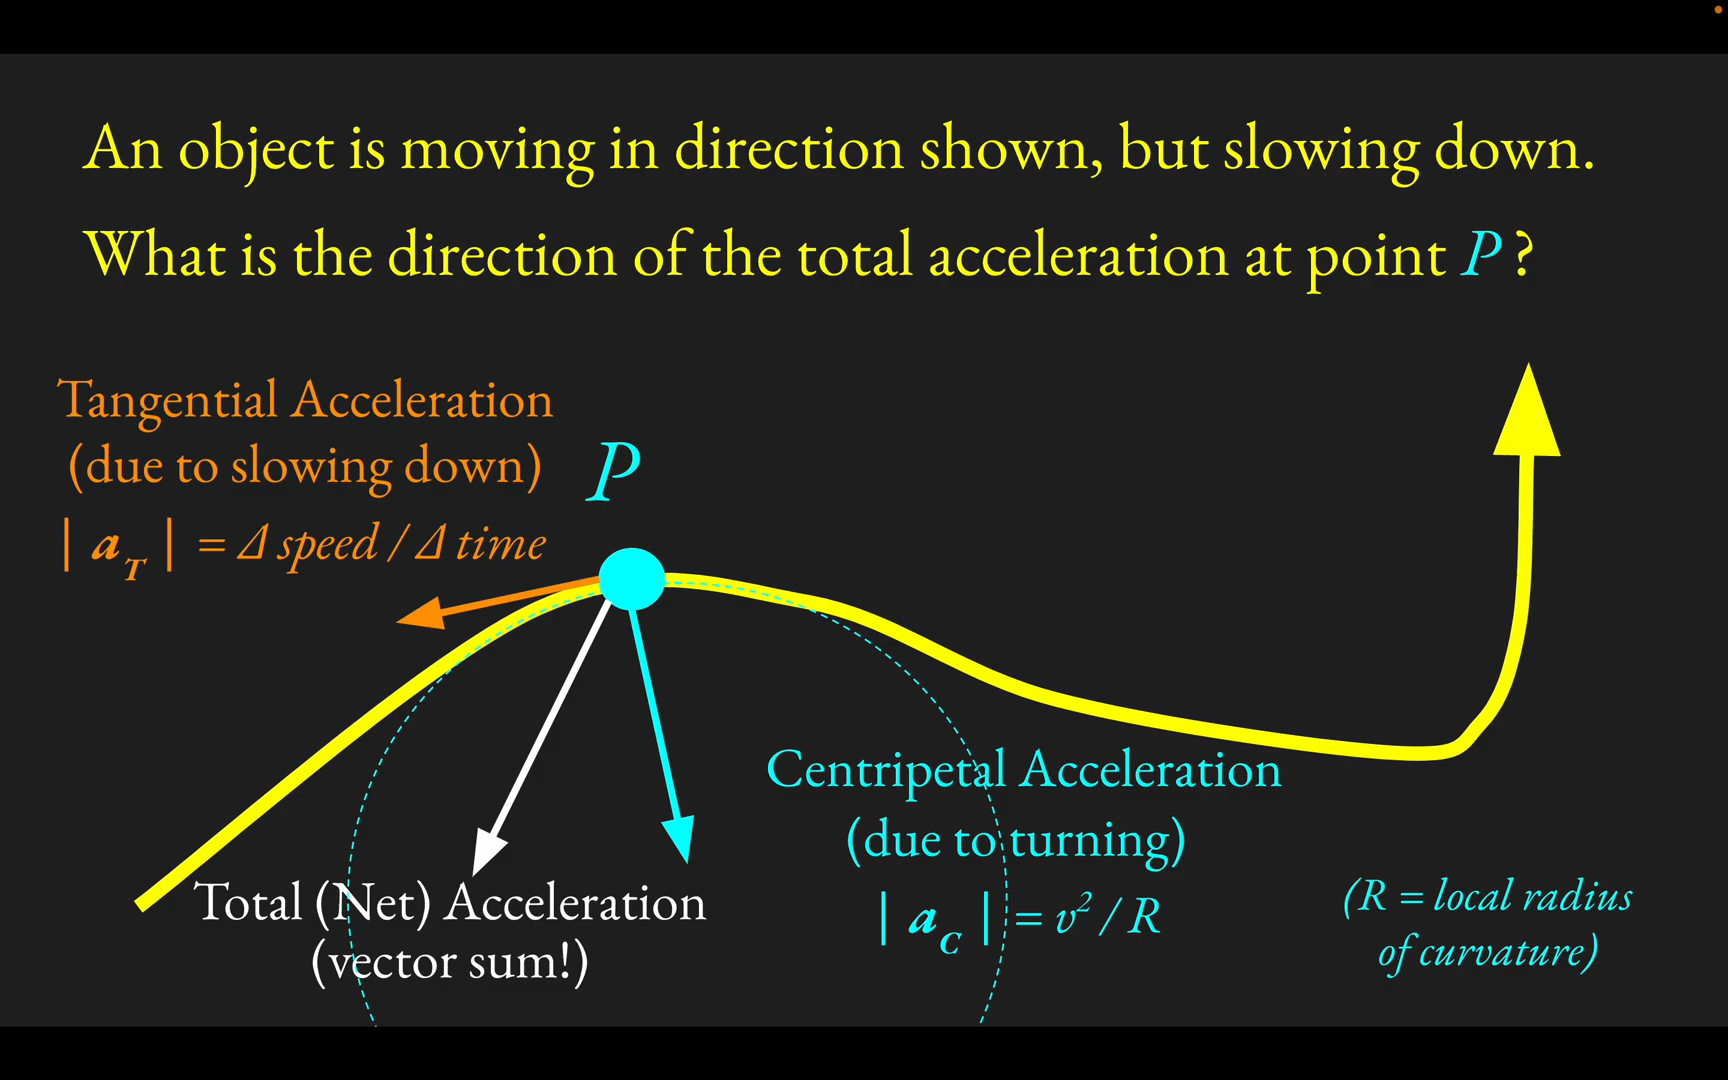 An object is moving in direction shown, but slowing down.
What is the direction of the total acceleration at point P ?
Tangential Acceleration
(due to slowing down)
| a_T | = Δ speed / Δ time
P
Centripetal Acceleration
(due to turning)
| a_C | = v² / R
Total (Net) Acceleration
(vector sum!)
(R = local radius
of curvature)